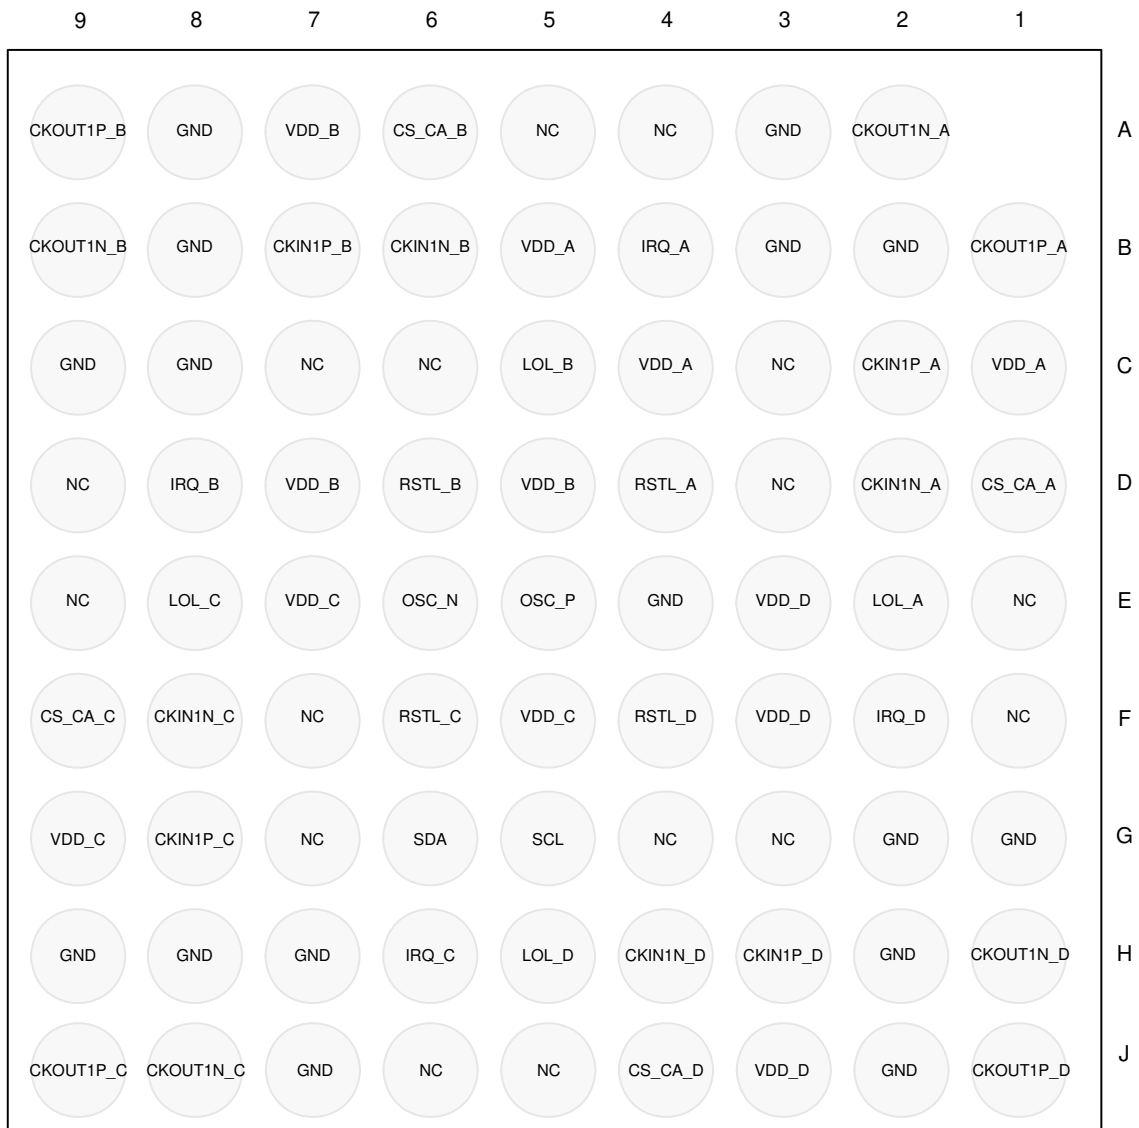 9 8 7 6 5 4 3 2 1
CKOUT1P_B GND VDD_B CS_CA_B NC NC GND CKOUT1N_A A
CKOUT1N_B GND CKIN1P_B CKIN1N_B VDD_A IRQ_A GND GND CKOUT1P_A B
GND GND NC NC LOL_B VDD_A NC CKIN1P_A VDD_A C
NC IRQ_B VDD_B RSTL_B VDD_B RSTL_A NC CKIN1N_A CS_CA_A D
NC LOL_C VDD_C OSC_N OSC_P GND VDD_D LOL_A NC E
CS_CA_C CKIN1N_C NC RSTL_C VDD_C RSTL_D VDD_D IRQ_D NC F
VDD_C CKIN1P_C NC SDA SCL NC NC GND GND G
GND GND GND IRQ_C LOL_D CKIN1N_D CKIN1P_D GND CKOUT1N_D H
CKOUT1P_C CKOUT1N_C GND NC NC CS_CA_D VDD_D GND CKOUT1P_D J